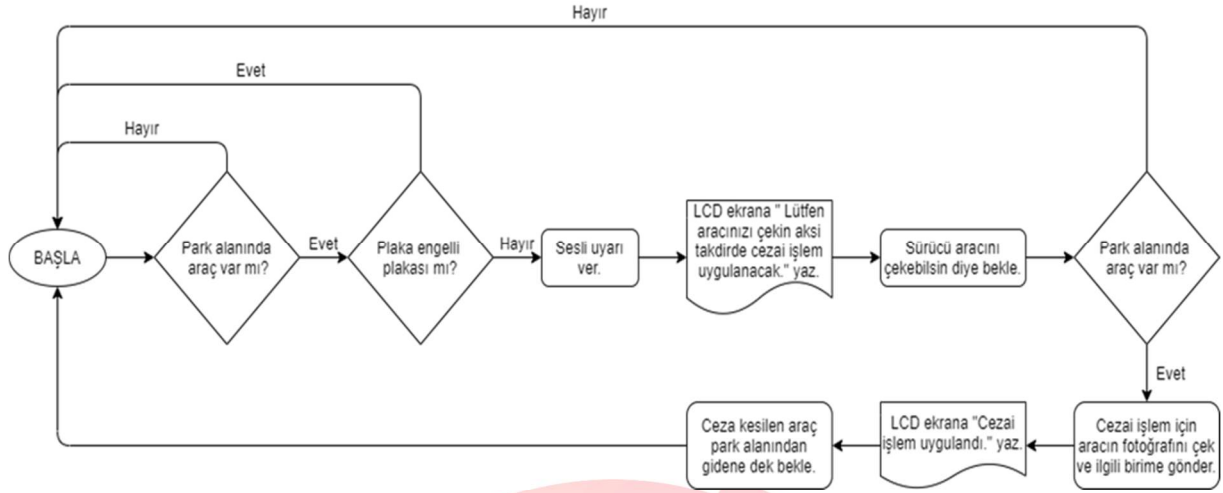 Hayır
Evet
Hayır
BAŞLA
Park alanında
araç var mı?
Evet
Plaka engelli
plakası mı?
Hayır
Sesli uyarı
ver.
LCD ekrana " Lütfen
aracınızı çekin aksi
takdirde cezai işlem
uygulanacak." yaz.
Sürücü aracını
çekebilsin diye bekle.
Park alanında
araç var mı?
Evet
Cezai işlem için
aracın fotoğrafını çek
ve ilgili birime gönder.
LCD ekrana "Cezai
işlem uygulandı." yaz.
Ceza kesilen araç
park alanından
gidene dek bekle.